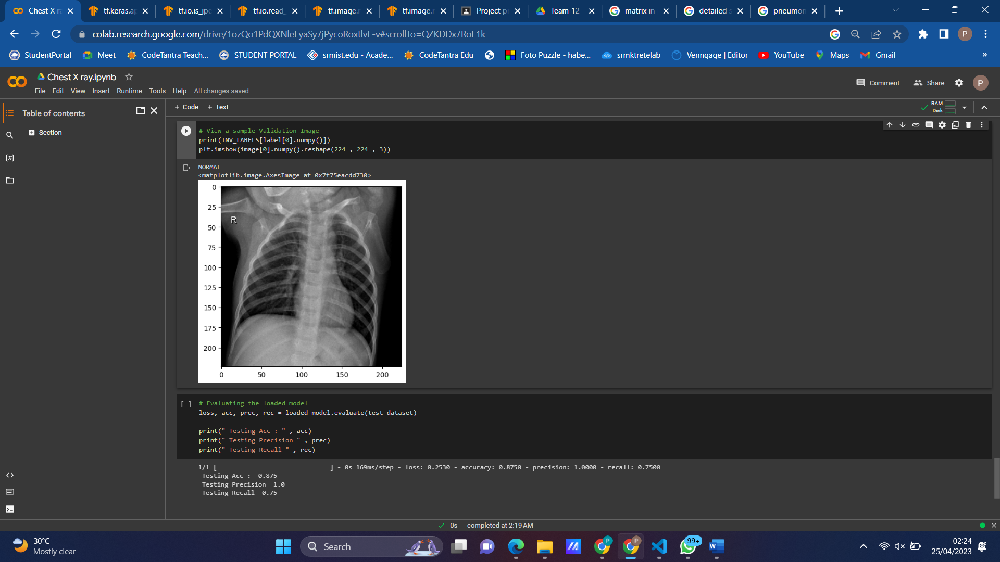 Chest X ra
tf.keras.ap
tf.io.is_jpe
tf.io.read_
tf.image.r
tf.image.r
Project pr
Team 12-
matrix in
detailed s
pneumon
colab.research.google.com/drive/1ozQo1PdQXNleEyaSy7jPycoRoxtlvE-v#scrollTo=QZKDDx7RoF1k
P
StudentPortal
Meet
CodeTantra Teach...
STUDENT PORTAL
srmist.edu - Acade...
CodeTantra Edu
Foto Puzzle - habe...
srmktretelab
Venngage | Editor
YouTube
Maps
Gmail
»
Chest X ray.ipynb
File Edit View Insert Runtime Tools Help All changes saved
Comment
Share
P
Table of contents
Section
+ Code + Text
RAM
Disk
# View a sample Validation Image
print(INV_LABELS[label[0].numpy()])
plt.imshow(image[0].numpy().reshape(224 , 224 , 3))
NORMAL
<matplotlib.image.AxesImage at 0x7f75eacdd730>
0
25
50
75
100
125
150
175
200
R
0 50 100 150 200
[ ] # Evaluating the loaded model
loss, acc, prec, rec = loaded_model.evaluate(test_dataset)
print(" Testing Acc : " , acc)
print(" Testing Precision " , prec)
print(" Testing Recall " , rec)
1/1 [==============================] - 0s 169ms/step - loss: 0.2530 - accuracy: 0.8750 - precision: 1.0000 - recall: 0.7500
Testing Acc :  0.875
Testing Precision  1.0
Testing Recall  0.75
0s completed at 2:19 AM
30°C
Mostly clear
Search
P
P
99+
02:24
25/04/2023